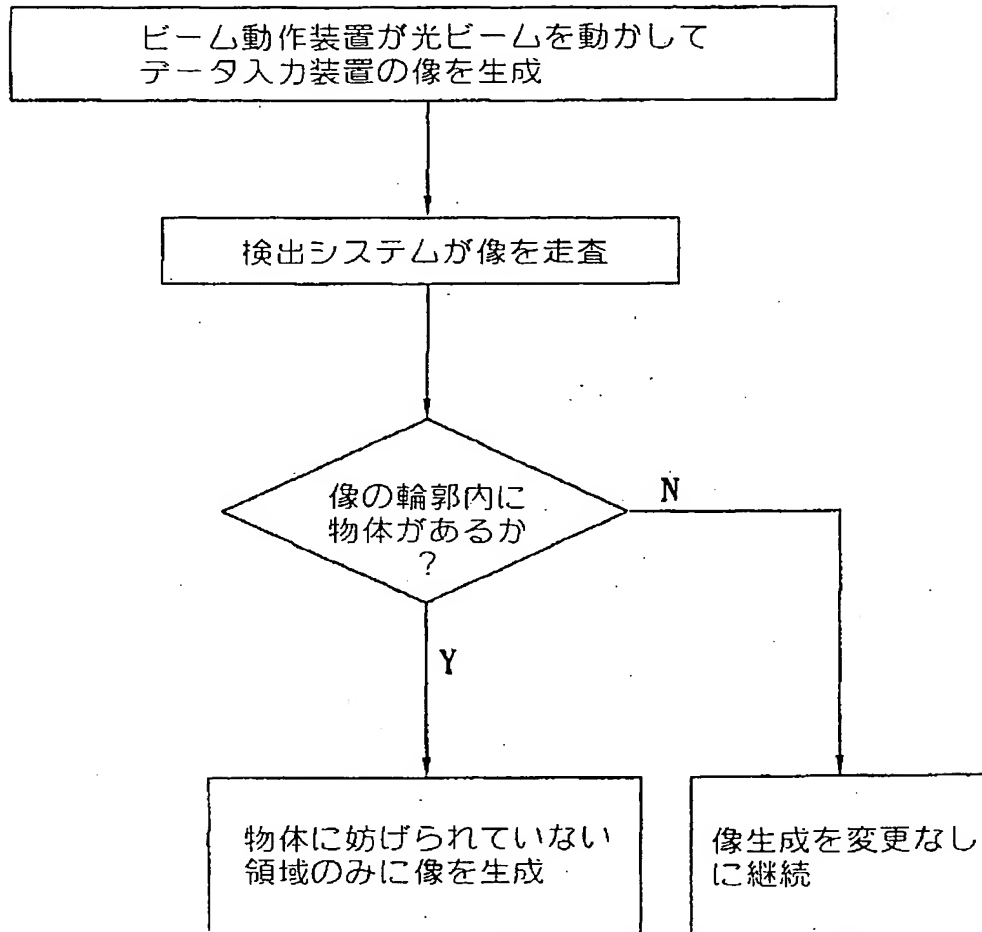 ビーム動作装置が光ビームを動かして
データ入力装置の像を生成
検出システムが像を走査
像の輪郭内に
物体があるか
?
N
Y
物体に妨げられていない
領域のみに像を生成
像生成を変更なし
に継続